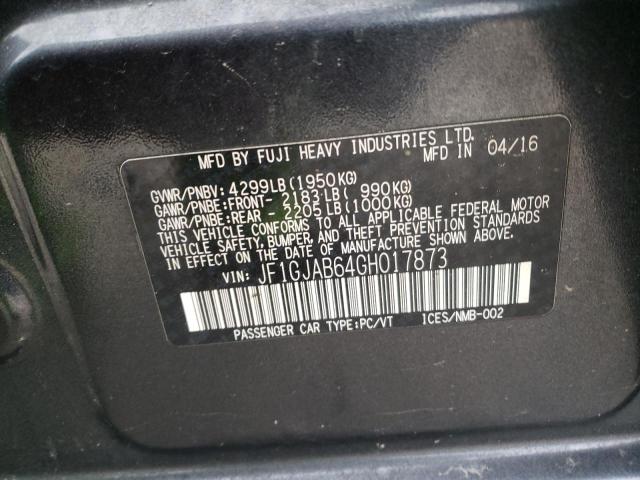 MFD BY FUJI HEAVY INDUSTRIES LTD.
MFD IN 04/16
GVWR/PNBV: 4299LB(1950KG)
GAWR/PNBE:FRONT- 2183LB( 990KG)
GAWR/PNBE:REAR - 2205LB(1000KG)
THIS VEHICLE CONFORMS TO ALL APPLICABLE FEDERAL MOTOR
VEHICLE SAFETY, BUMPER, AND THEFT PREVENTION STANDARDS
IN EFFECT ON THE DATE OF MANUFACTURE SHOWN ABOVE.
VIN: JF1GJAB64GH017873
PASSENGER CAR TYPE:PC/VT ICES/NMB-002